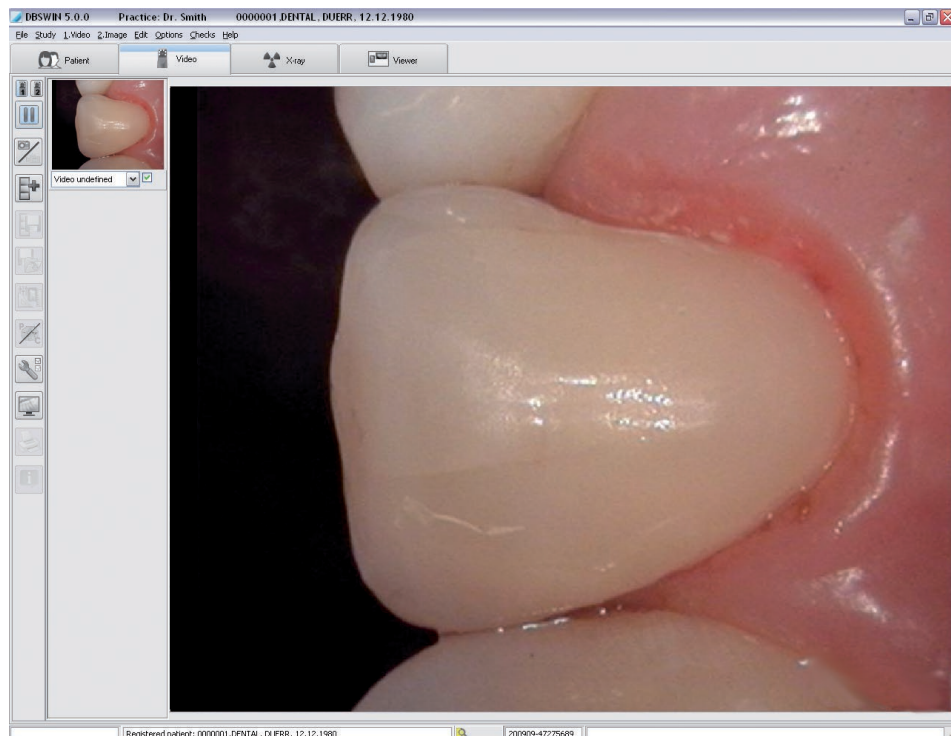 DBSWIN 5.0.0 Practice: Dr. Smith 0000001,DENTAL, DUERR, 12.12.1980
File Study 1.Video 2.Image Edit Options Checks Help
Patient Video X-ray Viewer
1 2
Video undefined
Registered patient: 0000001,DENTAL, DUERR, 12.12.1980 200909-47275689